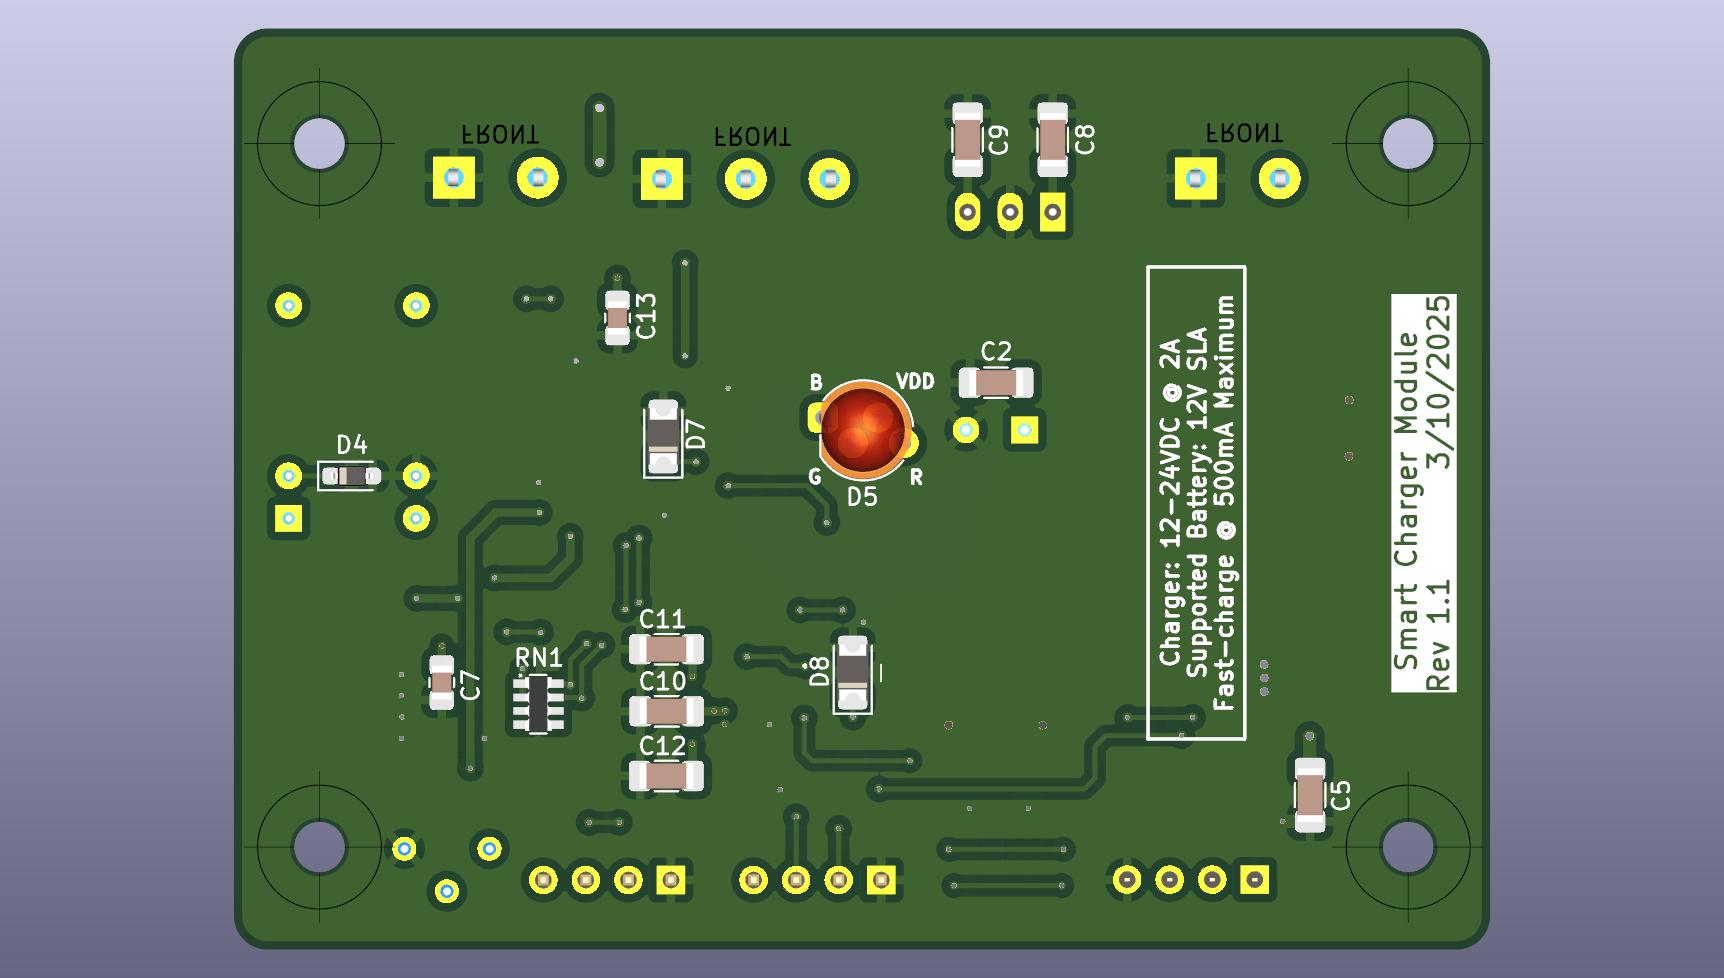 FRONT
FRONT
FRONT
C9
C8
C13
C2
B
VDD
D7
D4
G
R
D5
C11
RN1
C10
C7
D8
C12
C5
Charger: 12-24VDC @ 2A
Supported Battery: 12V SLA
Fast-charge @ 500mA Maximum
Smart Charger Module
Rev 1.1 3/10/2025